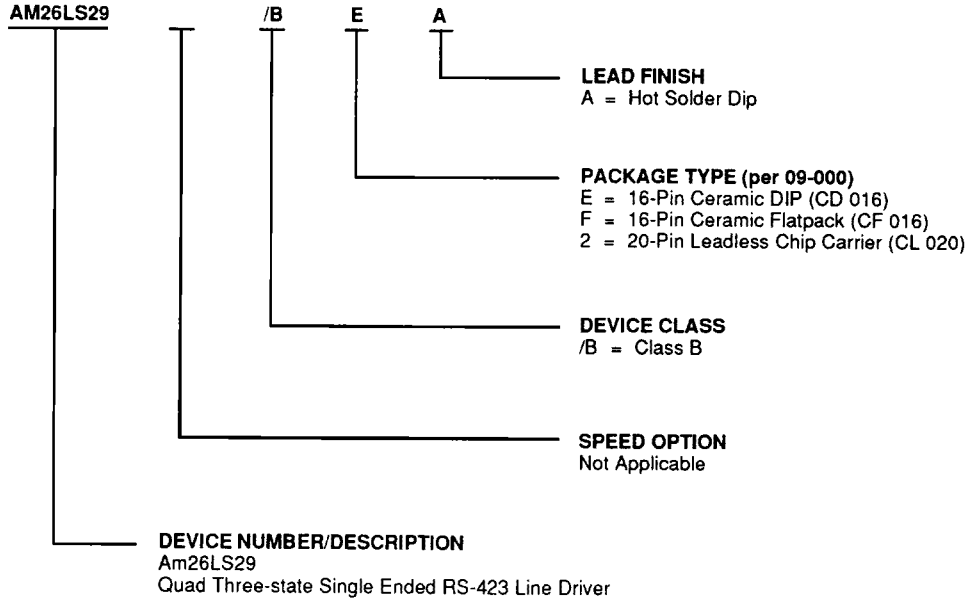 AM26LS29 /B E A
LEAD FINISH
A = Hot Solder Dip
PACKAGE TYPE (per 09-000)
E = 16-Pin Ceramic DIP (CD 016)
F = 16-Pin Ceramic Flatpack (CF 016)
2 = 20-Pin Leadless Chip Carrier (CL 020)
DEVICE CLASS
/B = Class B
SPEED OPTION
Not Applicable
DEVICE NUMBER/DESCRIPTION
Am26LS29
Quad Three-state Single Ended RS-423 Line Driver